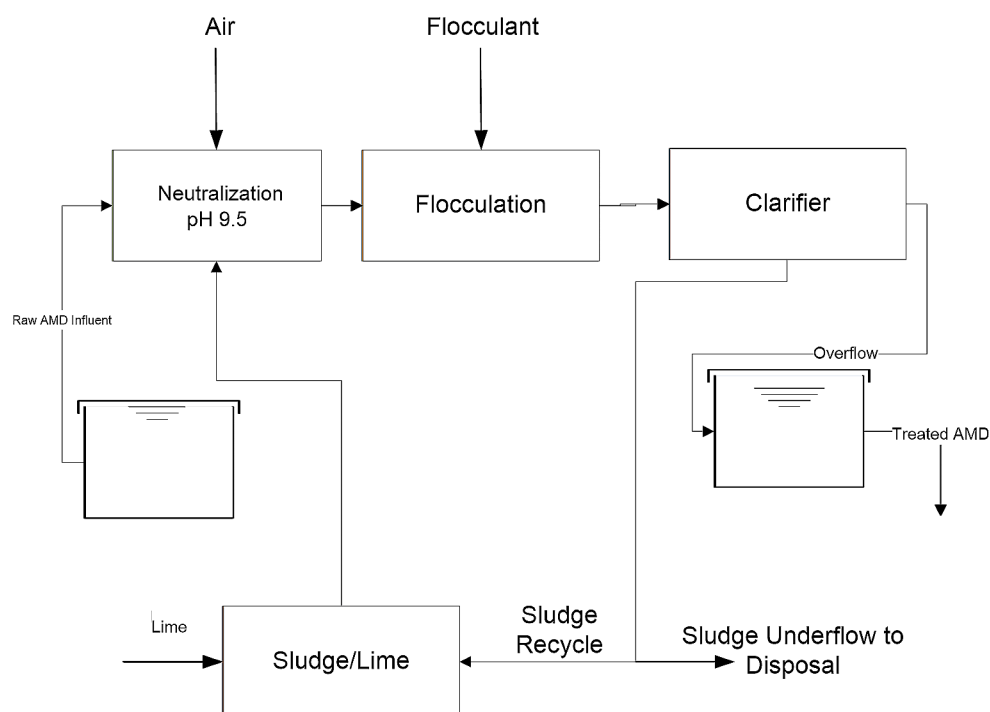 Air
Flocculant
Neutralization
pH 9.5
Flocculation
Clarifier
Raw AMD Influent
Overflow
Treated AMD
Lime
Sludge/Lime
Sludge
Recycle
Sludge Underflow to
Disposal